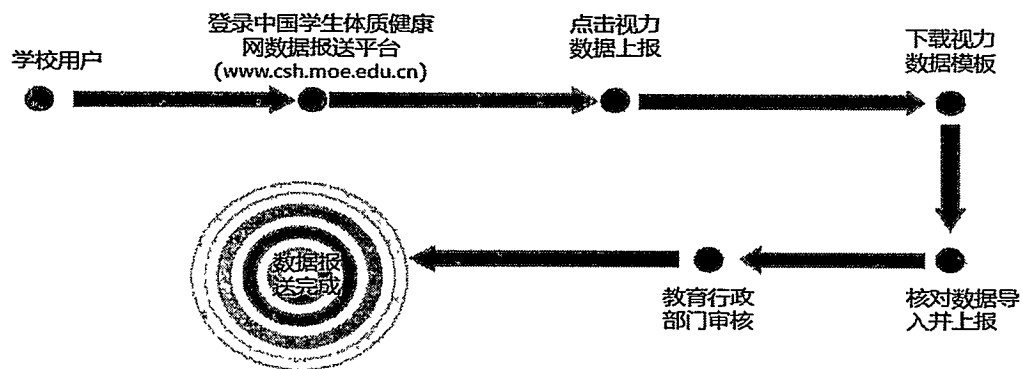 学校用户
登录中国学生体质健康
网数据报送平台
(www.csh.moe.edu.cn)
点击视力
数据上报
下载视力
数据模板
核对数据导
入并上报
教育行政
部门审核
数据报
送完成